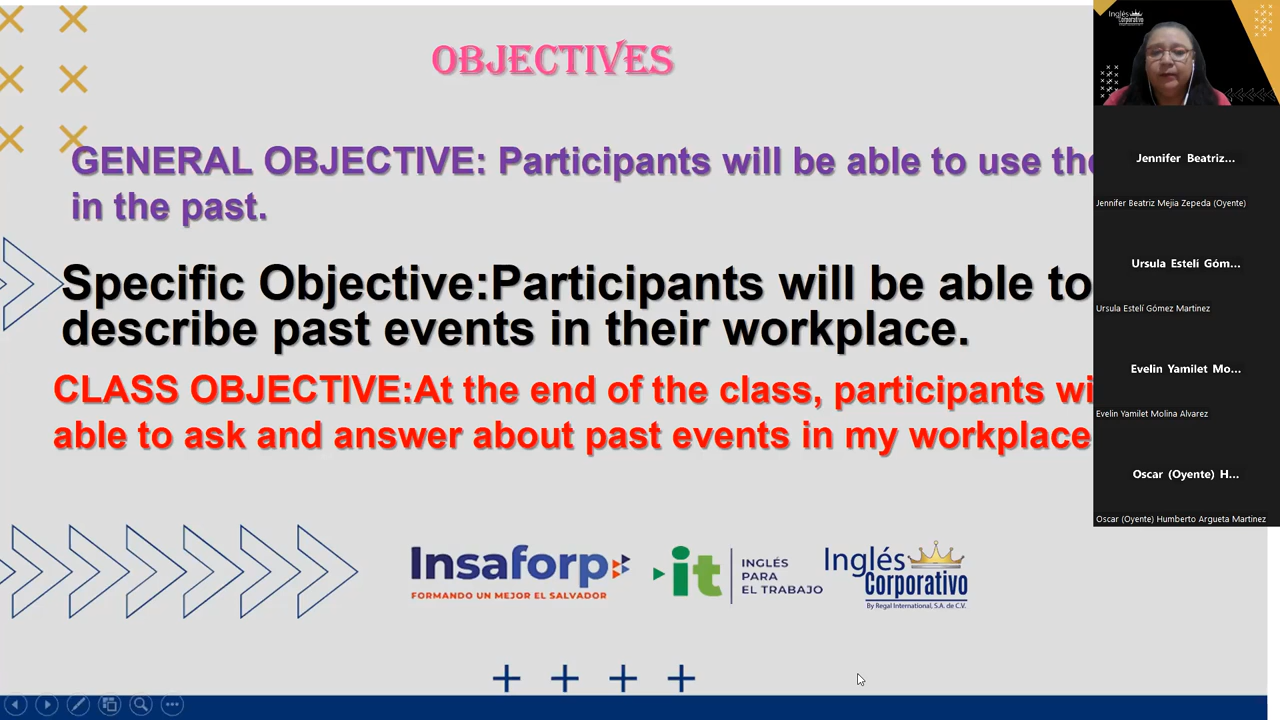 OBJECTIVES
GENERAL OBJECTIVE: Participants will be able to use the
in the past.
Specific Objective:Participants will be able to
describe past events in their workplace.
CLASS OBJECTIVE:At the end of the class, participants wi
able to ask and answer about past events in my workplace
Insaforp
FORMANDO UN MEJOR EL SALVADOR
it
INGLÉS
PARA
EL TRABAJO
Inglés
Corporativo
By Regal International, S.A. de C.V.
Inglés
Corporativo
Jennifer Beatriz...
Jennifer Beatriz Mejia Zepeda (Oyente)
Ursula Estelí Góm...
Ursula Estelí Gómez Martinez
Evelin Yamilet Mo...
Evelin Yamilet Molina Alvarez
Oscar (Oyente) H...
Oscar (Oyente) Humberto Argueta Martinez